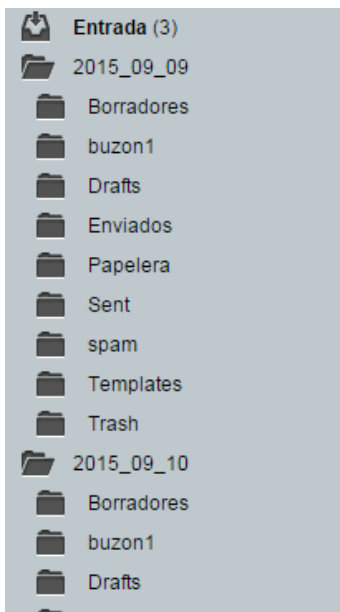 Entrada (3)
2015_09_09
Borradores
buzon1
Drafts
Enviados
Papelera
Sent
spam
Templates
Trash
2015_09_10
Borradores
buzon1
Drafts